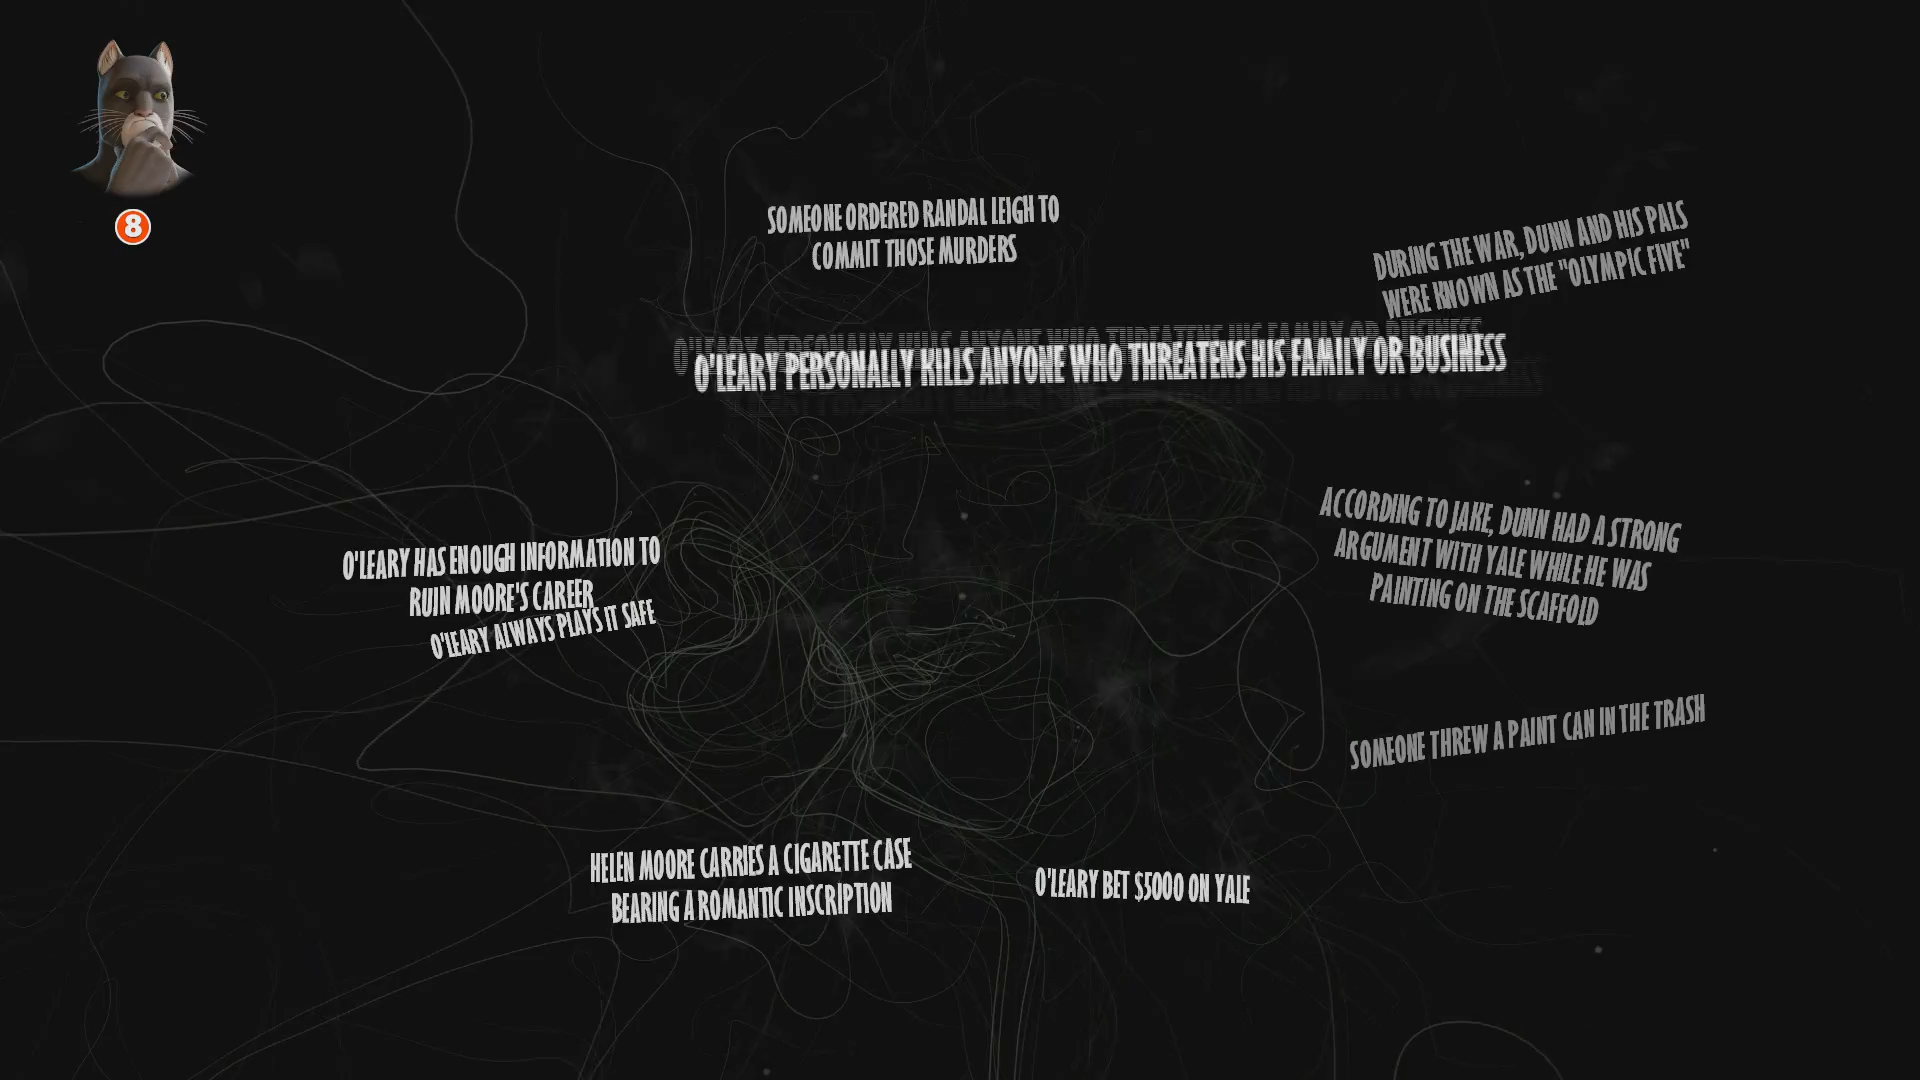 8
SOMEONE ORDERED RANDAL LEIGH TO
COMMIT THOSE MURDERS
DURING THE WAR, DUNN AND HIS PALS
WERE KNOWN AS THE "OLYMPIC FIVE"
O'LEARY PERSONALLY KILLS ANYONE WHO THREATENS HIS FAMILY OR BUSINESS
ACCORDING TO JAKE, DUNN HAD A STRONG
ARGUMENT WITH YALE WHILE HE WAS
PAINTING ON THE SCAFFOLD
O'LEARY HAS ENOUGH INFORMATION TO
RUIN MOORE'S CAREER
O'LEARY ALWAYS PLAYS IT SAFE
SOMEONE THREW A PAINT CAN IN THE TRASH
HELEN MOORE CARRIES A CIGARETTE CASE
BEARING A ROMANTIC INSCRIPTION
O'LEARY BET $5000 ON YALE